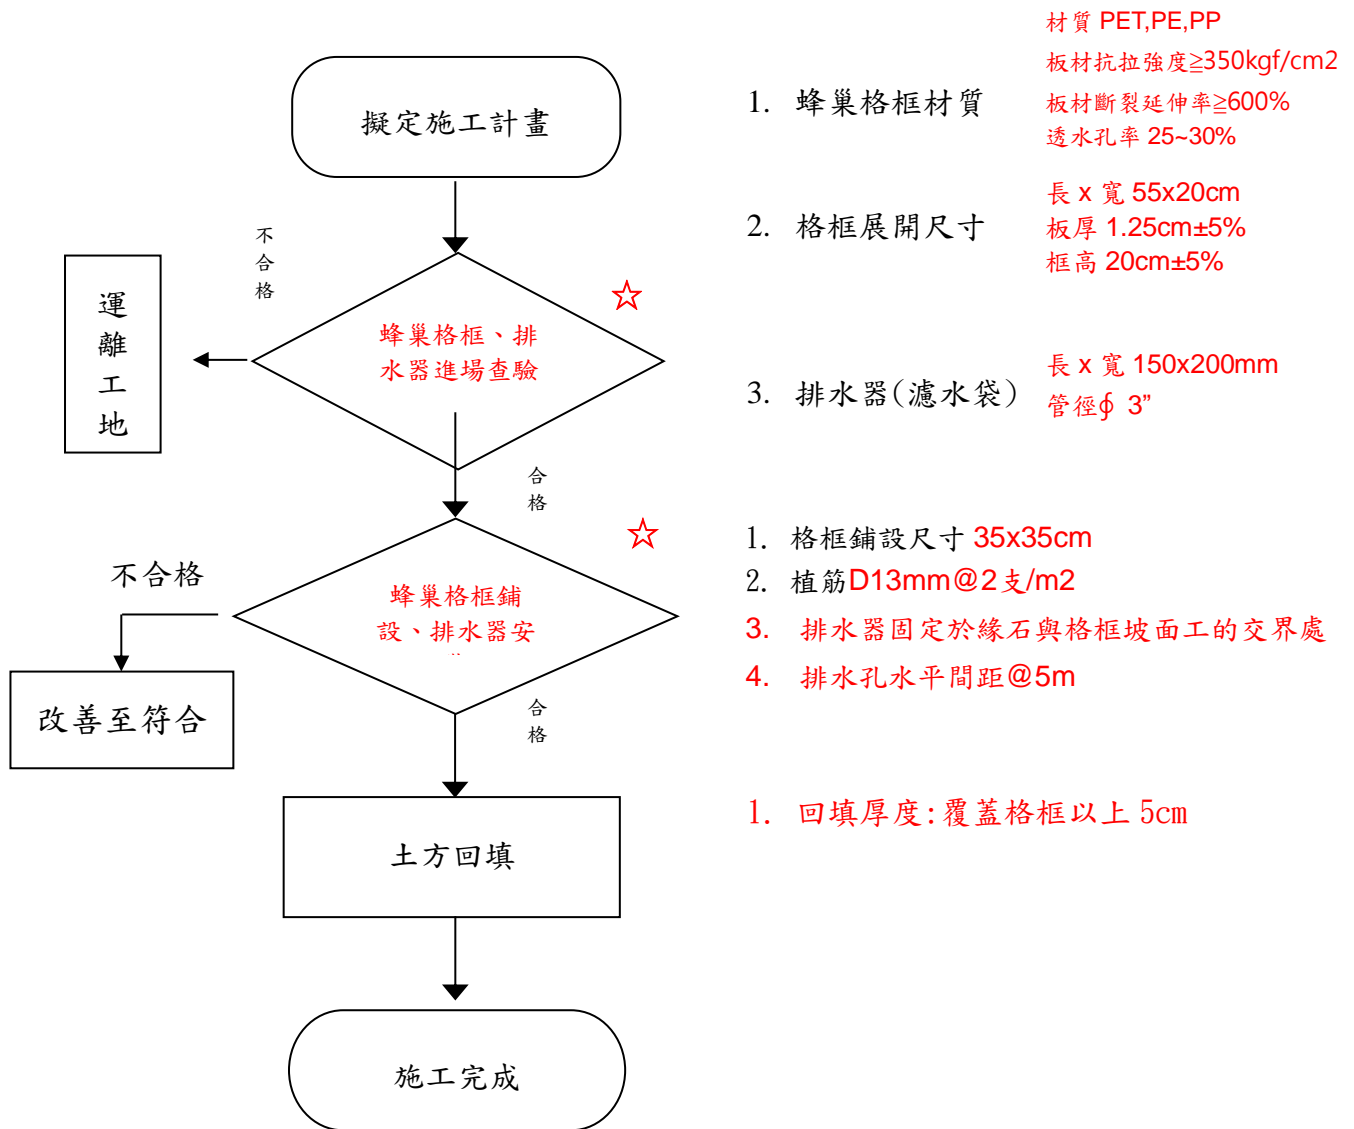 擬定施工計畫
不合格
運離工地
蜂巢格框、排
水器進場查驗
☆
合格
不合格
蜂巢格框鋪
設、排水器安
☆
改善至符合
合格
土方回填
施工完成
1. 蜂巢格框材質
材質 PET,PE,PP
板材抗拉強度≧350kgf/cm2
板材斷裂延伸率≧600%
透水孔率 25~30%
2. 格框展開尺寸
長 x 寬 55x20cm
板厚 1.25cm±5%
框高 20cm±5%
3. 排水器(濾水袋)
長 x 寬 150x200mm
管徑∮ 3”
1. 格框鋪設尺寸 35x35cm
2. 植筋D13mm@2支/m2
3. 排水器固定於緣石與格框坡面工的交界處
4. 排水孔水平間距@5m
1. 回填厚度:覆蓋格框以上 5cm